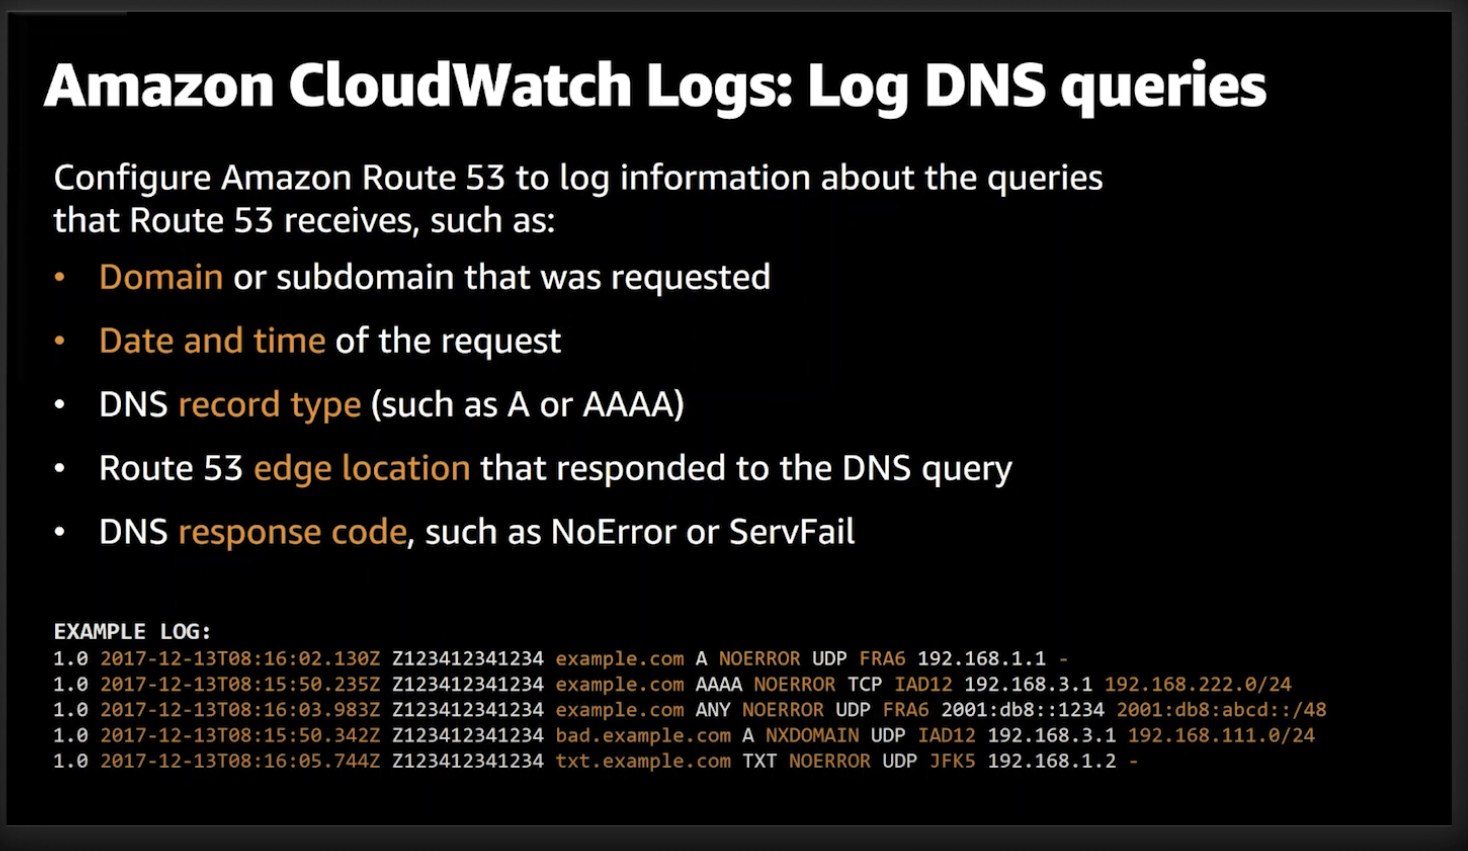 Amazon CloudWatch Logs: Log DNS queries
Configure Amazon Route 53 to log information about the queries
that Route 53 receives, such as:
• Domain or subdomain that was requested
• Date and time of the request
• DNS record type (such as A or AAAA)
• Route 53 edge location that responded to the DNS query
• DNS response code, such as NoError or ServFail
EXAMPLE LOG:
1.0 2017-12-13T08:16:02.130Z Z123412341234 example.com A NOERROR UDP FRA6 192.168.1.1 -
1.0 2017-12-13T08:15:50.235Z Z123412341234 example.com AAAA NOERROR TCP IAD12 192.168.3.1 192.168.222.0/24
1.0 2017-12-13T08:16:03.983Z Z123412341234 example.com ANY NOERROR UDP FRA6 2001:db8::1234 2001:db8:abcd::/48
1.0 2017-12-13T08:15:50.342Z Z123412341234 bad.example.com A NXDOMAIN UDP IAD12 192.168.3.1 192.168.111.0/24
1.0 2017-12-13T08:16:05.744Z Z123412341234 txt.example.com TXT NOERROR UDP JFK5 192.168.1.2 -